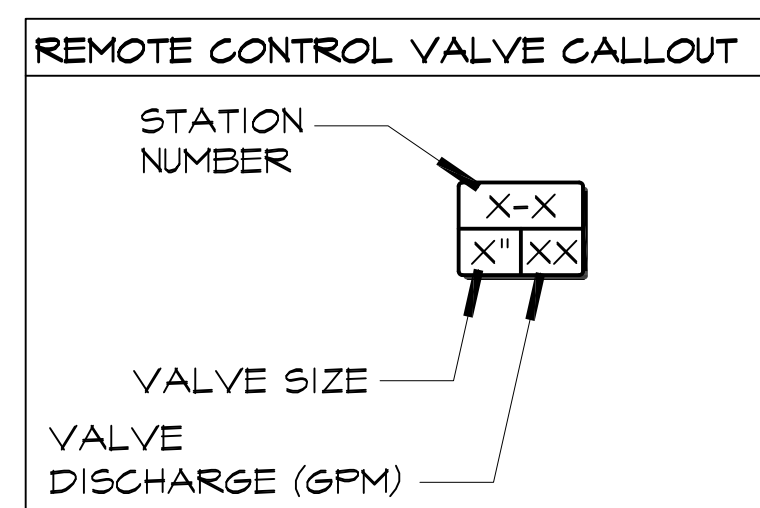 REMOTE CONTROL VALVE CALLOUT
STATION
NUMBER
X-X
X" XX
VALVE SIZE
VALVE
DISCHARGE (GPM)